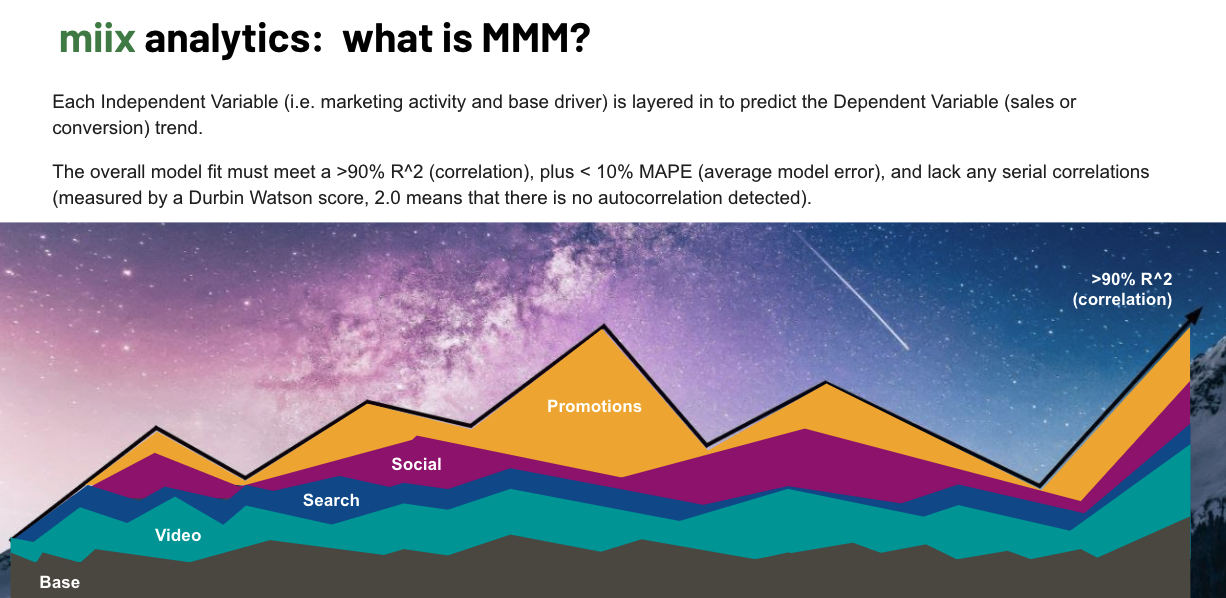 miix analytics:  what is MMM?
Each Independent Variable (i.e. marketing activity and base driver) is layered in to predict the Dependent Variable (sales or
conversion) trend.
The overall model fit must meet a >90% R^2 (correlation), plus < 10% MAPE (average model error), and lack any serial correlations
(measured by a Durbin Watson score, 2.0 means that there is no autocorrelation detected).
>90% R^2
(correlation)
Promotions
Social
Search
Video
Base